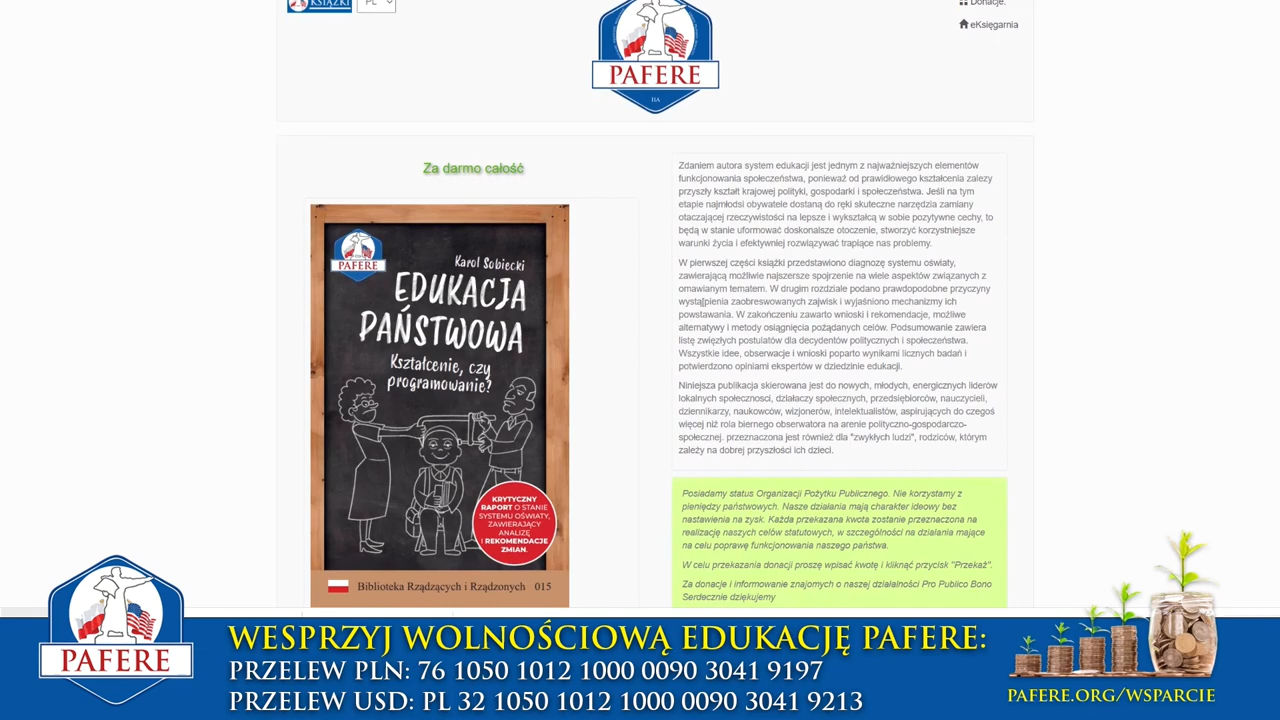 KSIĄŻKI
PL
Donacje.
eKsięgarnia
PAFERE
Za darmo całość
PAFERE
Karol Sobiecki
EDUKACJA
PAŃSTWOWA
Kształcenie, czy
programowanie?
KRYTYCZNY
RAPORT O STANIE
SYSTEMU OŚWIATY,
ZAWIERAJĄCY
ANALIZĘ
I REKOMENDACJE
ZMIAN.
Biblioteka Rządzących i Rządzonych 015
Zdaniem autora system edukacji jest jednym z najważniejszych elementów
funkcjonowania społeczeństwa, ponieważ od prawidłowego kształcenia zalezy
przyszły kształt krajowej polityki, gospodarki i społeczeństwa. Jeśli na tym
etapie najmłodsi obywatele dostaną do ręki skuteczne narzędzia zamiany
otaczającej rzeczywistości na lepsze i wykształcą w sobie pozytywne cechy, to
będą w stanie uformować doskonalsze otoczenie, stworzyć korzystniejsze
warunki życia i efektywniej rozwiązywać trapiące nas problemy.
W pierwszej części książki przedstawiono diagnozę systemu oświaty,
zawierającą możliwie najszersze spojrzenie na wiele aspektów związanych z
omawianym tematem. W drugim rozdziale podano prawdopodobne przyczyny
wystą[pienia zaobreswowanych zajwisk i wyjaśniono mechanizmy ich
powstawania. W zakończeniu zawarto wnioski i rekomendacje, możliwe
alternatywy i metody osiągnięcia pożądanych celów. Podsumowanie zawiera
listę zwięzłych postulatów dla decydentów politycznych i społeczeństwa.
Wszystkie idee, obserwacje i wnioski poparto wynikami licznych badań i
potwierdzono opiniami ekspertów w dziedzinie edukacji.
Niniejsza publikacja skierowana jest do nowych, młodych, energicznych liderów
lokalnych społecznosci, działaczy społecznych, przedsiębiorców, nauczycieli,
dziennikarzy, naukowców, wizjonerów, intelektualistów, aspirujących do czegoś
więcej niż rola biernego obserwatora na arenie polityczno-gospodarczo-
społecznej. przeznaczona jest również dla "zwykłych ludzi", rodziców, którym
zależy na dobrej przyszłości ich dzieci.
Posiadamy status Organizacji Pożytku Publicznego. Nie korzystamy z
pieniędzy państwowych. Nasze działania mają charakter ideowy bez
nastawienia na zysk. Każda przekazana kwota zostanie przeznaczona na
realizację naszych celów statutowych, w szczególności na działania mające
na celu poprawę funkcjonowania naszego państwa.
W celu przekazania donacji proszę wpisać kwotę i kliknąć przycisk "Przekaż".
Za donacje i informowanie znajomych o naszej działalności Pro Publico Bono
Serdecznie dziękujemy
PAFERE
WESPRZYJ WOLNOŚCIOWĄ EDUKACJĘ PAFERE:
PRZELEW PLN: 76 1050 1012 1000 0090 3041 9197
PRZELEW USD: PL 32 1050 1012 1000 0090 3041 9213
PAFERE.ORG/WSPARCIE